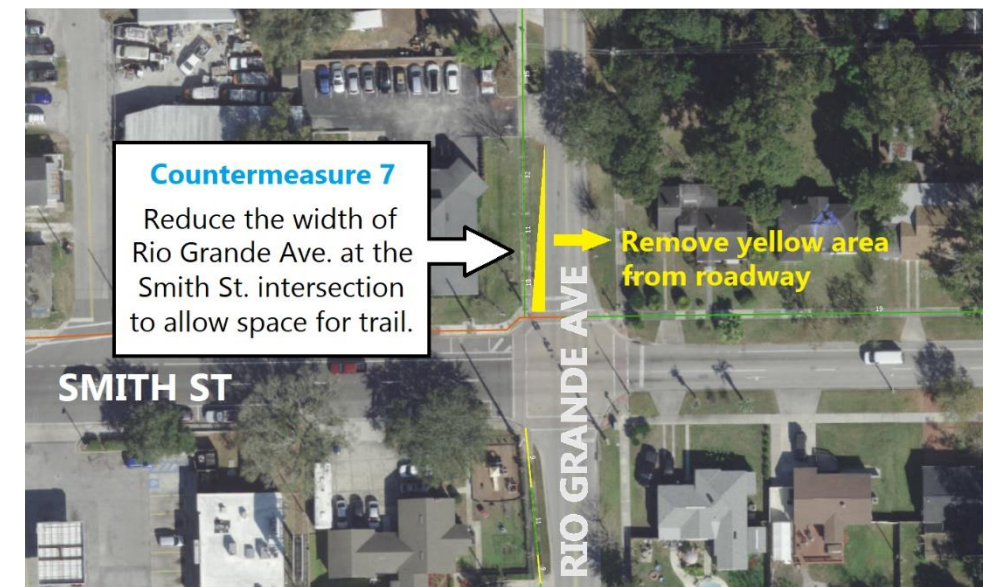 Countermeasure 7
Reduce the width of
Rio Grande Ave. at the
Smith St. intersection
to allow space for trail.
Remove yellow area
from roadway
SMITH ST
RIO GRANDE AVE